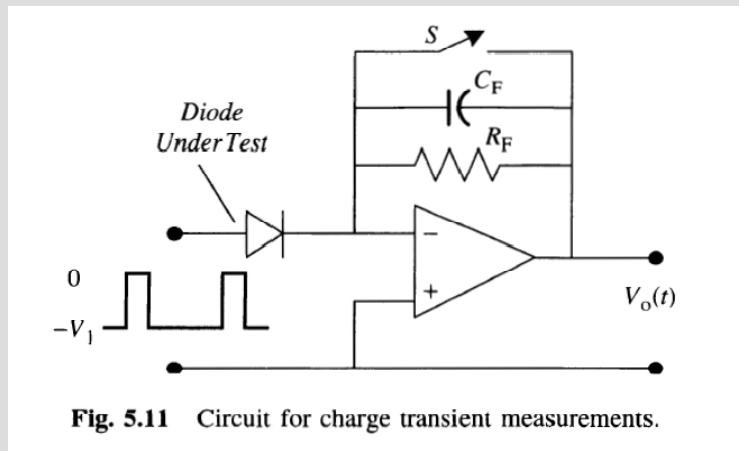 S
C_F
Diode
Under Test
R_F
−
0
+
V_o(t)
−V_1
Fig. 5.11 Circuit for charge transient measurements.